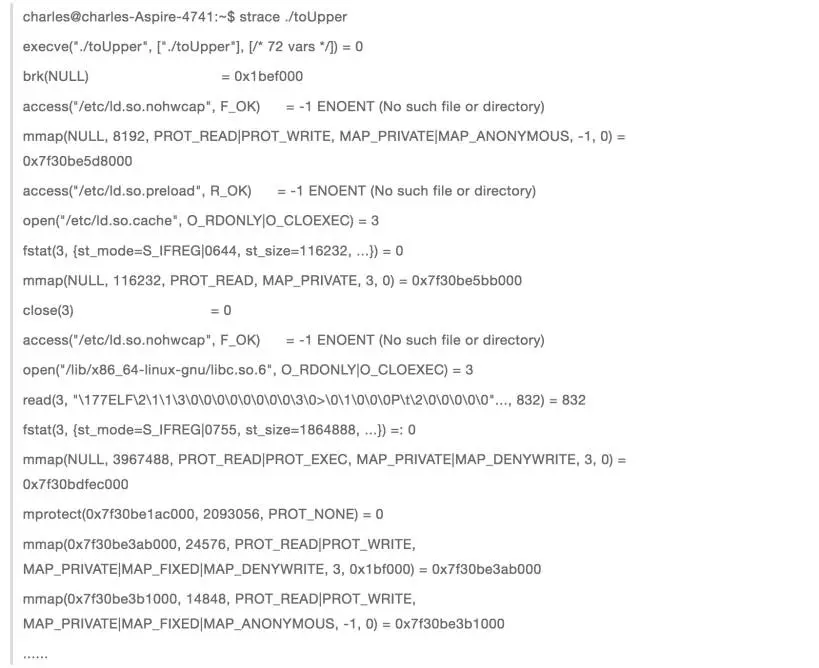 charles@charles-Aspire-4741:~$ strace ./toUpper
execve("./toUpper", ["./toUpper"], [/* 72 vars */]) = 0
brk(NULL) = 0x1bef000
access("/etc/ld.so.nohwcap", F_OK) = -1 ENOENT (No such file or directory)
mmap(NULL, 8192, PROT_READ|PROT_WRITE, MAP_PRIVATE|MAP_ANONYMOUS, -1, 0) =
0x7f30be5d8000
access("/etc/ld.so.preload", R_OK) = -1 ENOENT (No such file or directory)
open("/etc/ld.so.cache", O_RDONLY|O_CLOEXEC) = 3
fstat(3, {st_mode=S_IFREG|0644, st_size=116232, ...}) = 0
mmap(NULL, 116232, PROT_READ, MAP_PRIVATE, 3, 0) = 0x7f30be5bb000
close(3) = 0
access("/etc/ld.so.nohwcap", F_OK) = -1 ENOENT (No such file or directory)
open("/lib/x86_64-linux-gnu/libc.so.6", O_RDONLY|O_CLOEXEC) = 3
read(3, "\177ELF\2\1\1\3\0\0\0\0\0\0\0\0\3\0>\0\1\0\0\0P\t\2\0\0\0\0\0"..., 832) = 832
fstat(3, {st_mode=S_IFREG|0755, st_size=1864888, ...}) =: 0
mmap(NULL, 3967488, PROT_READ|PROT_EXEC, MAP_PRIVATE|MAP_DENYWRITE, 3, 0) =
0x7f30bdfec000
mprotect(0x7f30be1ac000, 2093056, PROT_NONE) = 0
mmap(0x7f30be3ab000, 24576, PROT_READ|PROT_WRITE,
MAP_PRIVATE|MAP_FIXED|MAP_DENYWRITE, 3, 0x1bf000) = 0x7f30be3ab000
mmap(0x7f30be3b1000, 14848, PROT_READ|PROT_WRITE,
MAP_PRIVATE|MAP_FIXED|MAP_ANONYMOUS, -1, 0) = 0x7f30be3b1000
......